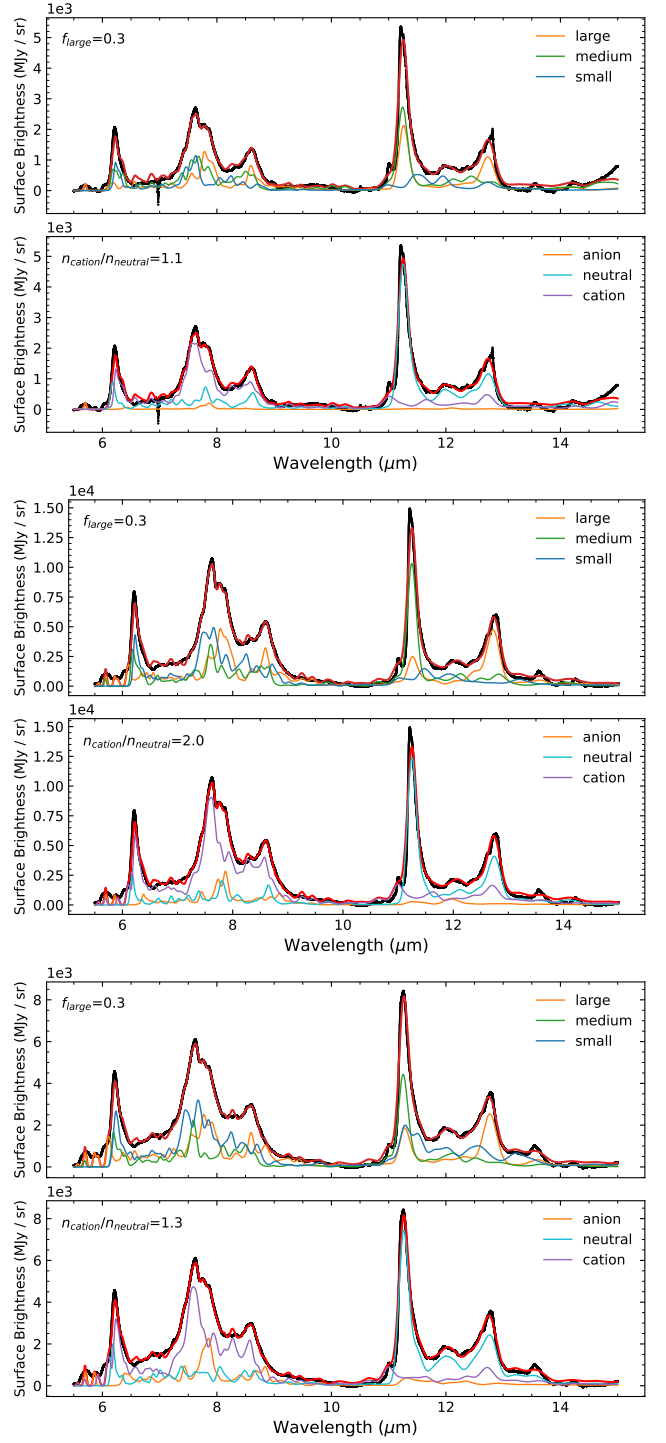 1e3
f_large=0.3
large
medium
small
5
4
3
2
1
0
Surface Brightness (MJy / sr)
1e3
n_cation/n_neutral=1.1
anion
neutral
cation
5
4
3
2
1
0
Surface Brightness (MJy / sr)
6 8 10 12 14
Wavelength (μm)
1e4
f_large=0.3
large
medium
small
1.50
1.25
1.00
0.75
0.50
0.25
0.00
Surface Brightness (MJy / sr)
1e4
n_cation/n_neutral=2.0
anion
neutral
cation
1.50
1.25
1.00
0.75
0.50
0.25
0.00
Surface Brightness (MJy / sr)
6 8 10 12 14
Wavelength (μm)
1e3
f_large=0.3
large
medium
small
8
6
4
2
0
Surface Brightness (MJy / sr)
1e3
n_cation/n_neutral=1.3
anion
neutral
cation
8
6
4
2
0
Surface Brightness (MJy / sr)
6 8 10 12 14
Wavelength (μm)